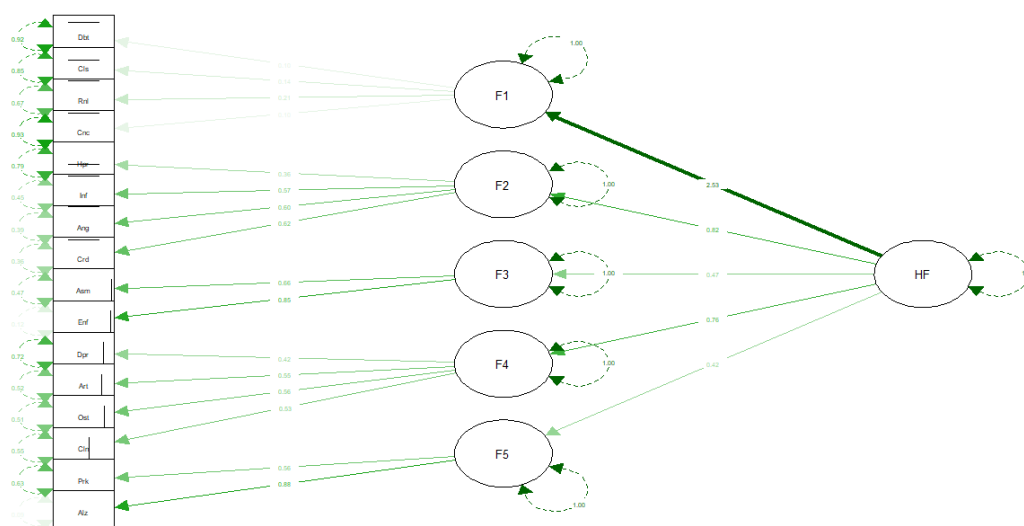 Dbt
Cls
Rnl
Cnc
Hpr
Inf
Ang
Crd
Asm
Enf
Dpr
Art
Ost
Cln
Prk
Alz
0.92
0.85
0.87
0.93
0.79
0.45
0.47
0.72
0.52
0.51
0.55
0.63
0.36
0.57
0.60
0.62
0.66
0.85
0.42
0.55
0.56
0.53
0.56
0.88
F1
F2
F3
F4
F5
1.00
1.00
1.00
1.00
1.00
2.53
0.82
0.47
0.76
0.42
HF